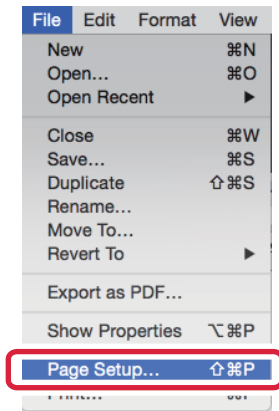 File Edit Format View
New ⌘N
Open... ⌘O
Open Recent ▶
Close ⌘W
Save... ⌘S
Duplicate ⇧⌘S
Rename...
Move To...
Revert To ▶
Export as PDF...
Show Properties ⌥⌘P
Page Setup... ⇧⌘P